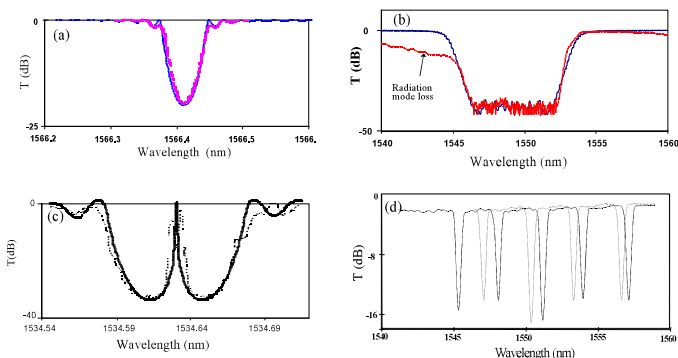 (a)
0
-25
T (dB)
1566.2
1566.3
1566.4
1566.5
1566.
Wavelength (nm)
(b)
0
-50
T (dB)
Radiation
mode loss
1540
1545
1550
1555
1560
Wavelength (nm)
(c)
0
-40
T(dB)
1534.54
1534.59
1534.64
1534.69
Wavelength (nm)
(d)
0
-8
-16
T (dB)
1540
1545
1550
1555
1560
Wavelength (nm)